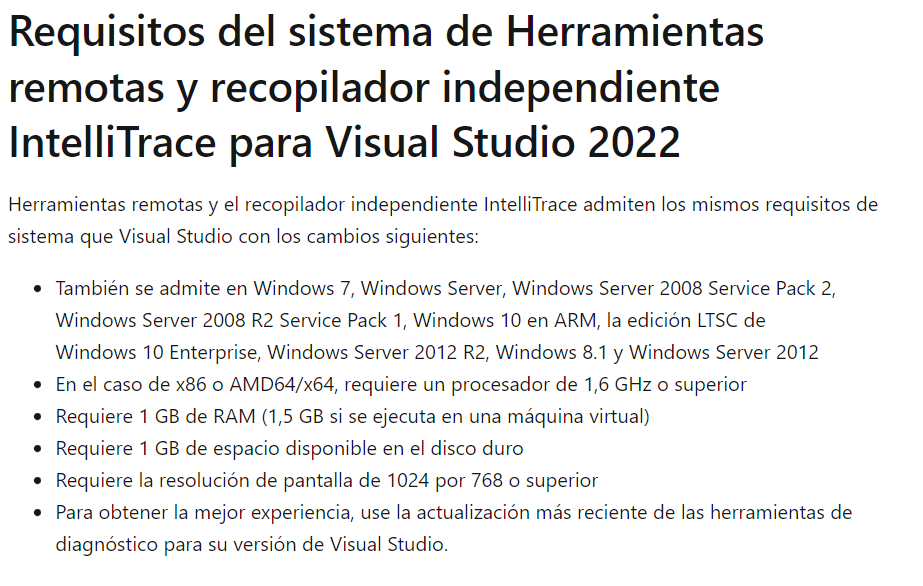 Requisitos del sistema de Herramientas
remotas y recopilador independiente
IntelliTrace para Visual Studio 2022
Herramientas remotas y el recopilador independiente IntelliTrace admiten los mismos requisitos de
sistema que Visual Studio con los cambios siguientes:
• También se admite en Windows 7, Windows Server, Windows Server 2008 Service Pack 2,
Windows Server 2008 R2 Service Pack 1, Windows 10 en ARM, la edición LTSC de
Windows 10 Enterprise, Windows Server 2012 R2, Windows 8.1 y Windows Server 2012
• En el caso de x86 o AMD64/x64, requiere un procesador de 1,6 GHz o superior
• Requiere 1 GB de RAM (1,5 GB si se ejecuta en una máquina virtual)
• Requiere 1 GB de espacio disponible en el disco duro
• Requiere la resolución de pantalla de 1024 por 768 o superior
• Para obtener la mejor experiencia, use la actualización más reciente de las herramientas de
diagnóstico para su versión de Visual Studio.